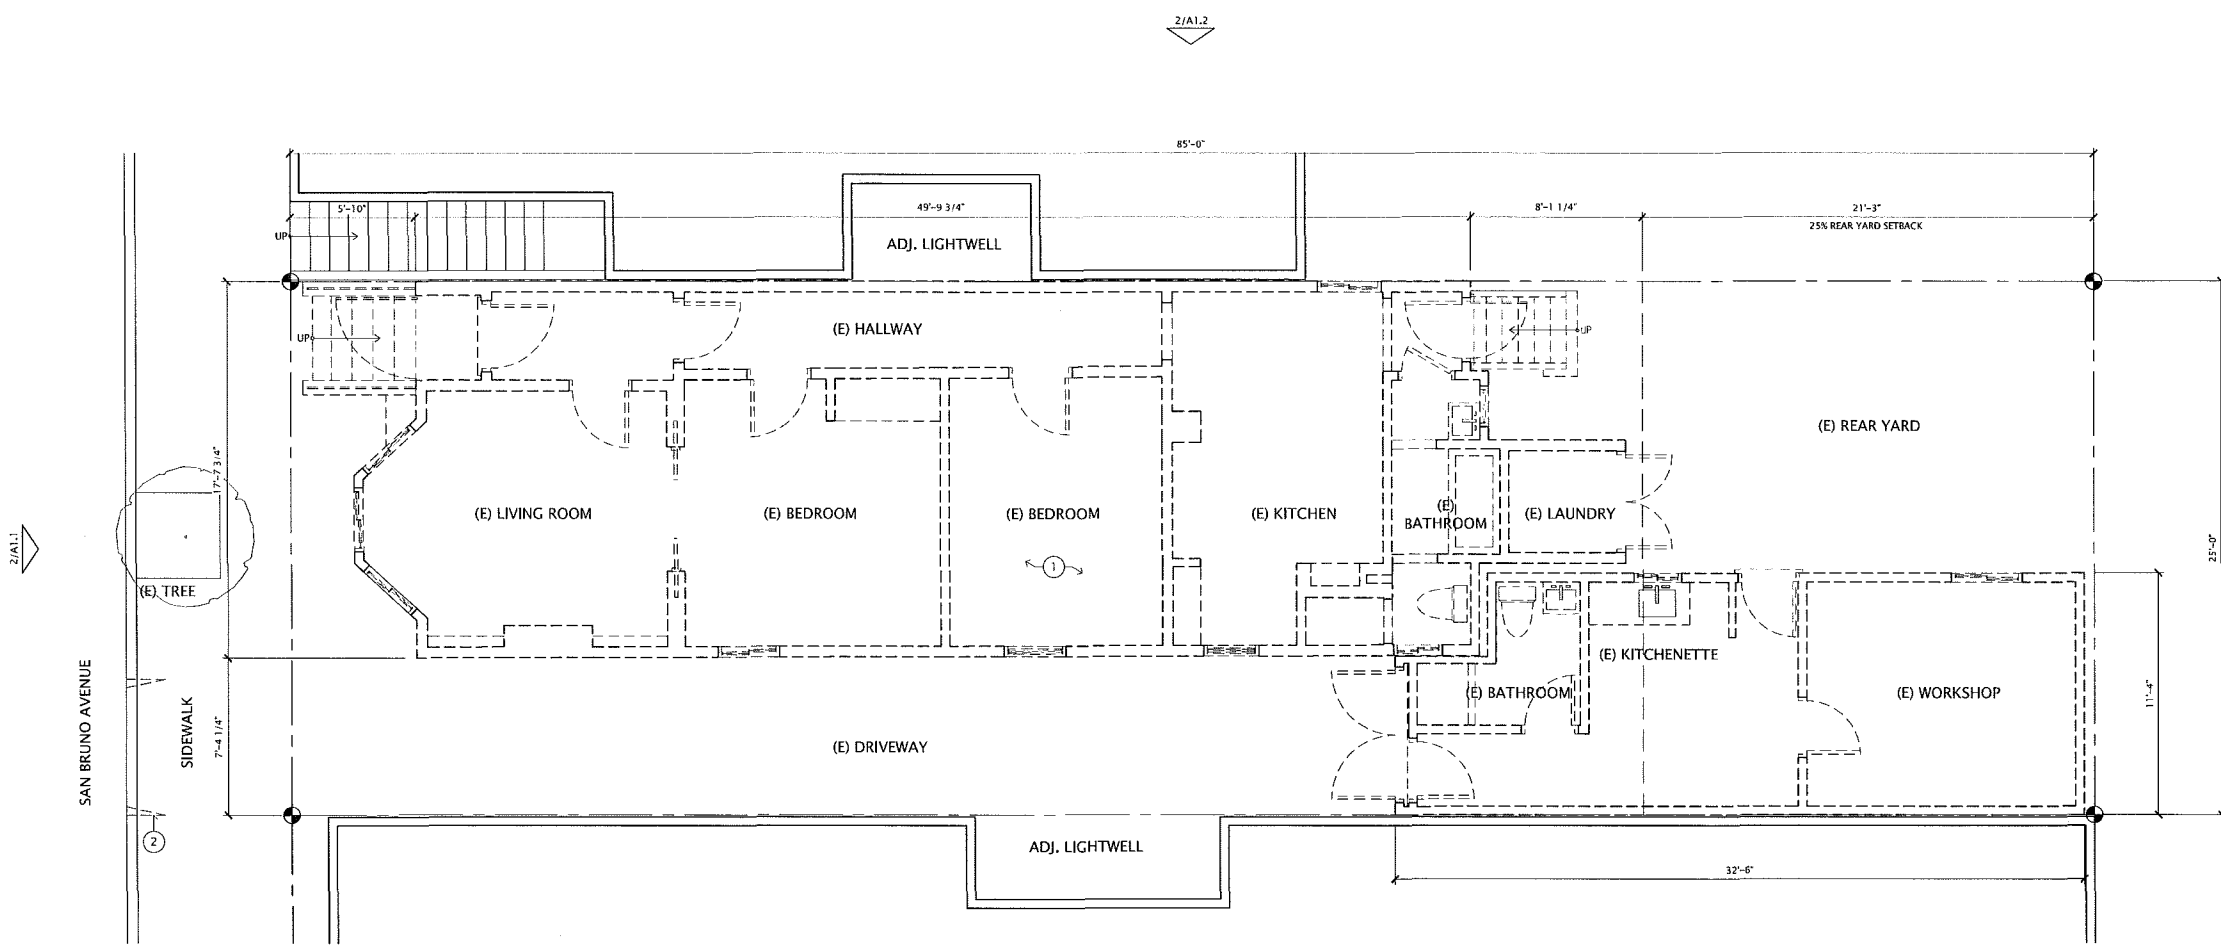 2/A1.2
85'-0"
5'-10"
49'-9 3/4"
8'-1 1/4"
21'-3"
25% REAR YARD SETBACK
UP
ADJ. LIGHTWELL
(E) HALLWAY
UP
UP
(E) REAR YARD
17'-7 3/4"
(E) LIVING ROOM
(E) BEDROOM
(E) BEDROOM
(E) KITCHEN
(E)
BATHROOM
(E) LAUNDRY
2/A1.1
25'-0"
1
(E) TREE
(E) KITCHENETTE
SAN BRUNO AVENUE
SIDEWALK
7'-4 1/4"
(E) BATHROOM
(E) WORKSHOP
11'-4"
(E) DRIVEWAY
2
ADJ. LIGHTWELL
32'-6"